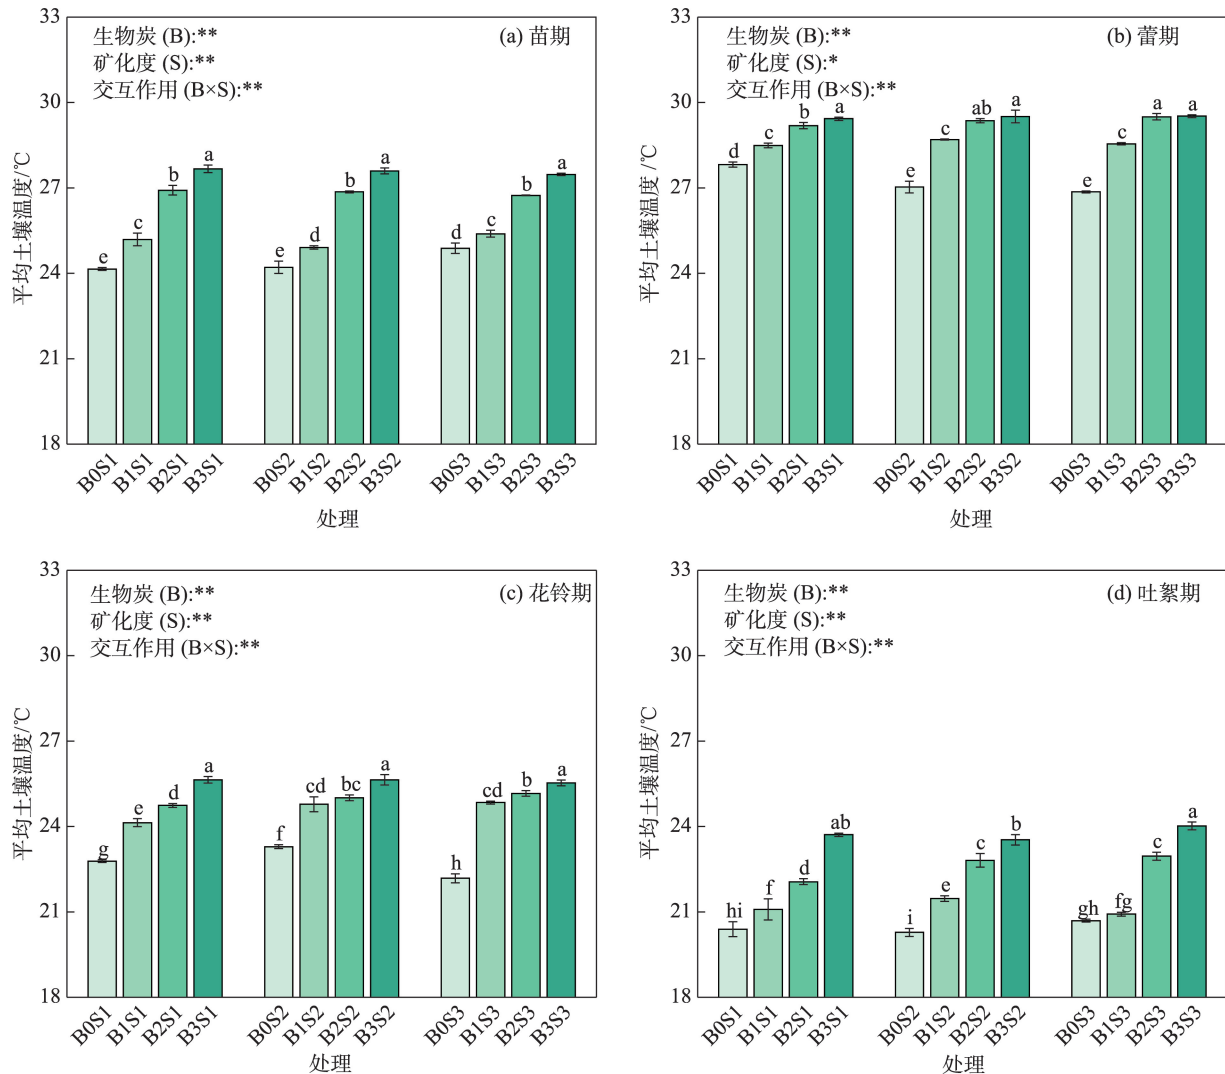 33
30
27
24
21
18
平均土壤温度/℃
生物炭 (B):**
矿化度 (S):**
交互作用 (B×S):**
(a) 苗期
e
c
b
a
e
d
b
a
d
c
b
a
B0S1
B1S1
B2S1
B3S1
B0S2
B1S2
B2S2
B3S2
B0S3
B1S3
B2S3
B3S3
处理
33
30
27
24
21
18
平均土壤温度 /℃
生物炭 (B):**
矿化度 (S):*
交互作用 (B×S):**
(b) 蕾期
d
c
b
a
e
c
ab
a
e
c
a
a
B0S1
B1S1
B2S1
B3S1
B0S2
B1S2
B2S2
B3S2
B0S3
B1S3
B2S3
B3S3
处理
33
30
27
24
21
18
平均土壤温度/℃
生物炭 (B):**
矿化度 (S):**
交互作用 (B×S):**
(c) 花铃期
g
e
d
a
f
cd
bc
a
h
cd
b
a
B0S1
B1S1
B2S1
B3S1
B0S2
B1S2
B2S2
B3S2
B0S3
B1S3
B2S3
B3S3
处理
33
30
27
24
21
18
平均土壤温度/℃
生物炭 (B):**
矿化度 (S):**
交互作用 (B×S):**
(d) 吐絮期
hi
f
d
ab
i
e
c
b
gh
fg
c
a
B0S1
B1S1
B2S1
B3S1
B0S2
B1S2
B2S2
B3S2
B0S3
B1S3
B2S3
B3S3
处理